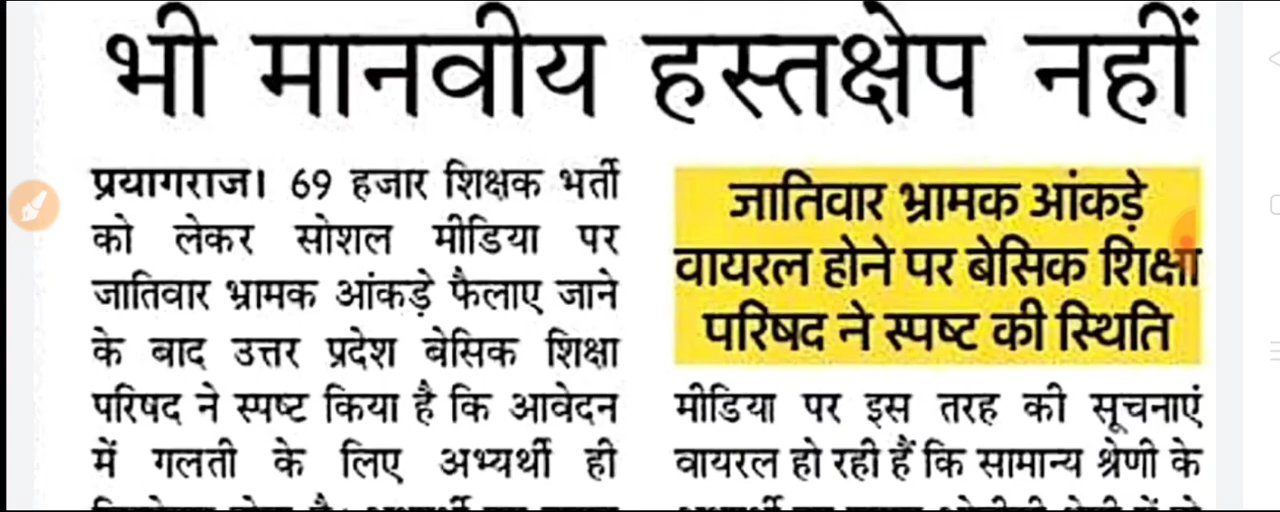 भी मानवीय हस्तक्षेप नहीं
प्रयागराज। 69 हजार शिक्षक भर्ती
को लेकर सोशल मीडिया पर
जातिवार भ्रामक आंकड़े फैलाए जाने
के बाद उत्तर प्रदेश बेसिक शिक्षा
परिषद ने स्पष्ट किया है कि आवेदन
में गलती के लिए अभ्यर्थी ही
जातिवार भ्रामक आंकड़े
वायरल होने पर बेसिक शिक्षा
परिषद ने स्पष्ट की स्थिति
मीडिया पर इस तरह की सूचनाएं
वायरल हो रही हैं कि सामान्य श्रेणी के